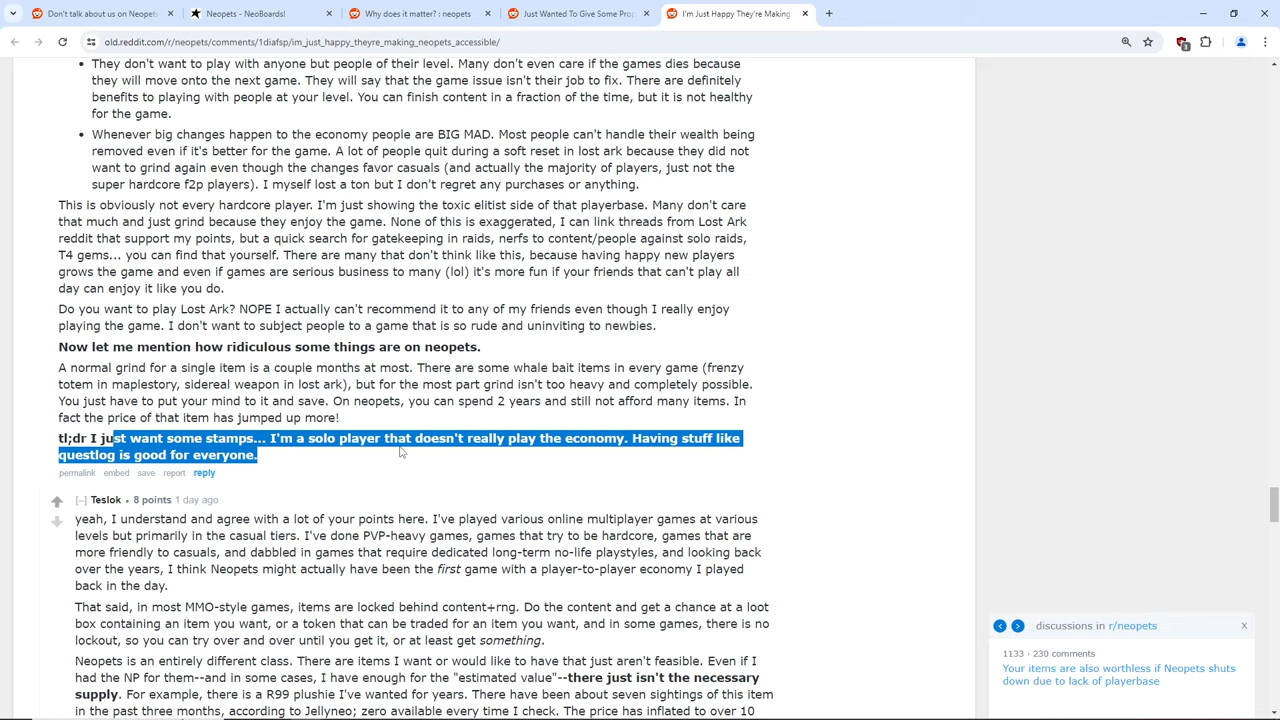 Don't talk about us on Neopets
Neopets - NeoBoards!
Why does it matter? : neopets
Just Wanted To Give Some Pro
I'm Just Happy They're Making
old.reddit.com/r/neopets/comments/1diafsp/im_just_happy_theyre_making_neopets_accessible/
• They don't want to play with anyone but people of their level. Many don't even care if the games dies because
they will move onto the next game. They will say that the game issue isn't their job to fix. There are definitely
benefits to playing with people at your level. You can finish content in a fraction of the time, but it is not healthy
for the game.
• Whenever big changes happen to the economy people are BIG MAD. Most people can't handle their wealth being
removed even if it's better for the game. A lot of people quit during a soft reset in lost ark because they did not
want to grind again even though the changes favor casuals (and actually the majority of players, just not the
super hardcore f2p players). I myself lost a ton but I don't regret any purchases or anything.
This is obviously not every hardcore player. I'm just showing the toxic elitist side of that playerbase. Many don't care
that much and just grind because they enjoy the game. None of this is exaggerated, I can link threads from Lost Ark
reddit that support my points, but a quick search for gatekeeping in raids, nerfs to content/people against solo raids,
T4 gems... you can find that yourself. There are many that don't think like this, because having happy new players
grows the game and even if games are serious business to many (lol) it's more fun if your friends that can't play all
day can enjoy it like you do.
Do you want to play Lost Ark? NOPE I actually can't recommend it to any of my friends even though I really enjoy
playing the game. I don't want to subject people to a game that is so rude and uninviting to newbies.
Now let me mention how ridiculous some things are on neopets.
A normal grind for a single item is a couple months at most. There are some whale bait items in every game (frenzy
totem in maplestory, sidereal weapon in lost ark), but for the most part grind isn't too heavy and completely possible.
You just have to put your mind to it and save. On neopets, you can spend 2 years and still not afford many items. In
fact the price of that item has jumped up more!
tl;dr I just want some stamps... I'm a solo player that doesn't really play the economy. Having stuff like
questlog is good for everyone.
permalink embed save report reply
[–] Teslok • 8 points 1 day ago
yeah, I understand and agree with a lot of your points here. I've played various online multiplayer games at various
levels but primarily in the casual tiers. I've done PVP-heavy games, games that try to be hardcore, games that are
more friendly to casuals, and dabbled in games that require dedicated long-term no-life playstyles, and looking back
over the years, I think Neopets might actually have been the first game with a player-to-player economy I played
back in the day.
That said, in most MMO-style games, items are locked behind content+rng. Do the content and get a chance at a loot
box containing an item you want, or a token that can be traded for an item you want, and in some games, there is no
lockout, so you can try over and over until you get it, or at least get something.
Neopets is an entirely different class. There are items I want or would like to have that just aren't feasible. Even if I
had the NP for them--and in some cases, I have enough for the "estimated value"--there just isn't the necessary
supply. For example, there is a R99 plushie I've wanted for years. There have been about seven sightings of this item
in the past three months, according to Jellyneo; zero available every time I check. The price has inflated to over 10
discussions in r/neopets X
1133 · 230 comments
Your items are also worthless if Neopets shuts
down due to lack of playerbase